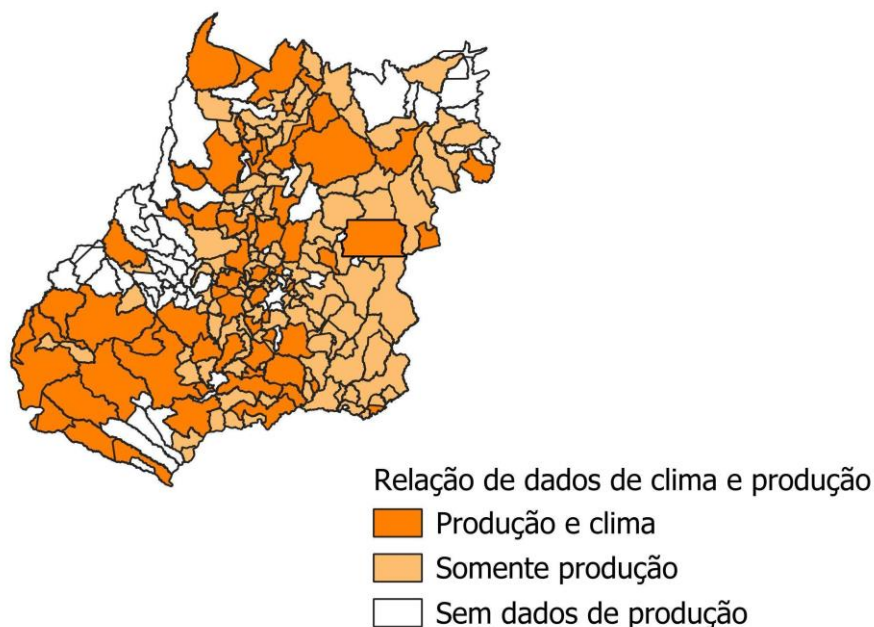 Relação de dados de clima e produção
Produção e clima
Somente produção
Sem dados de produção